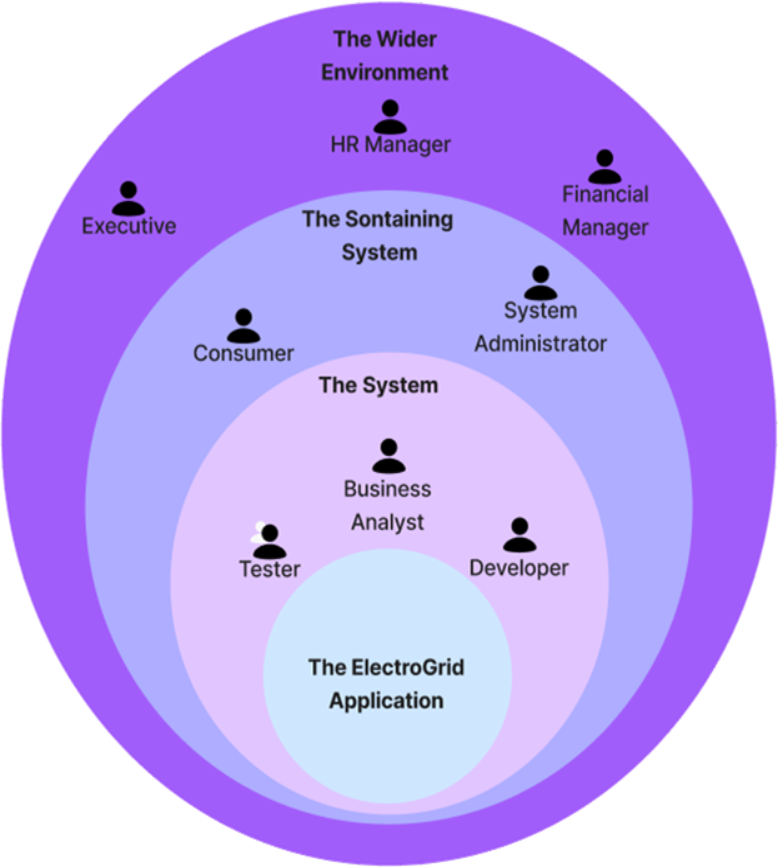 The Wider
Environment
HR Manager
Financial
Manager
Executive
The Sontaining
System
System
Administrator
Consumer
The System
Business
Analyst
Tester
Developer
The ElectroGrid
Application